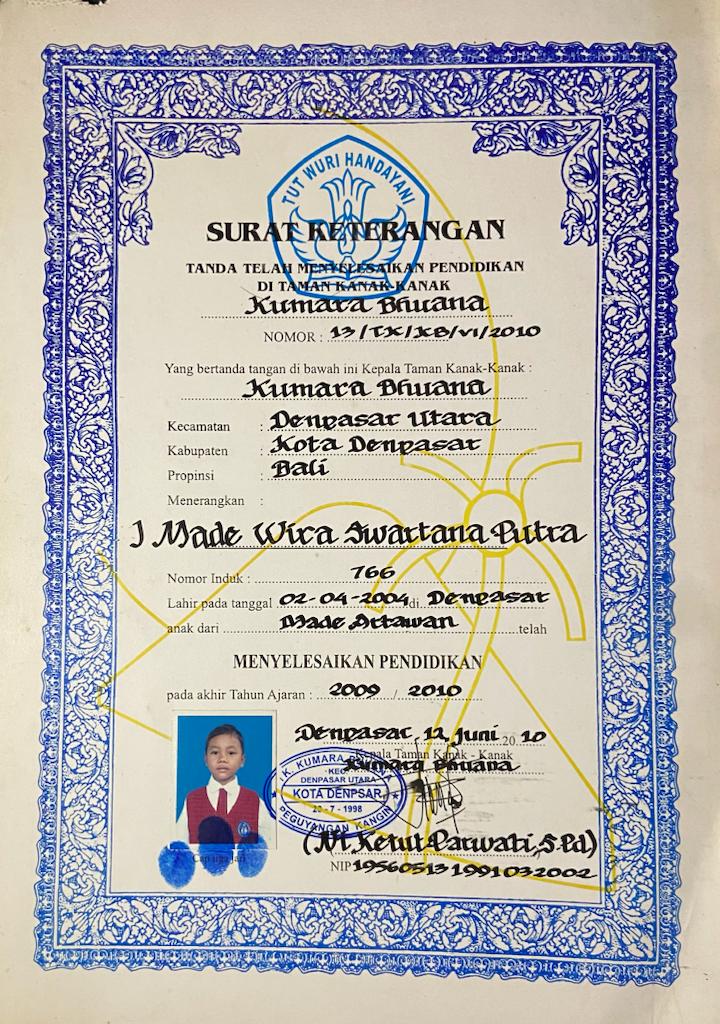 TUT WURI HANDAYANI
SURAT KETERANGAN
TANDA TELAH MENYELESAIKAN PENDIDIKAN
DI TAMAN KANAK-KANAK
Kumara Bhuana
NOMOR : 13/TK/KB/VI/2010
Yang bertanda tangan di bawah ini Kepala Taman Kanak-Kanak :
Kumara Bhuana
Kecamatan : Denpasar Utara
Kabupaten : Kota Denpasar
Propinsi : Bali
Menerangkan :
I Made Wira Swartana Putra
Nomor Induk : 766
Lahir pada tanggal 02-04-2004 di Denpasar
anak dari Made Artawan telah
MENYELESAIKAN PENDIDIKAN
pada akhir Tahun Ajaran : 2009 / 2010
Denpasar, 12 Juni 20 10
Kepala Taman Kanak - Kanak
Kumara Bhuana
T.K. KUMARA
KEC.
DENPASAR UTARA
KOTA DENPSAR
20 - 7 - 1998
PEGUYANGAN KANGIN
(Ni Ketut Parwati, S.Pd)
NIP 19560513 199103 2002
Cap tiga jari